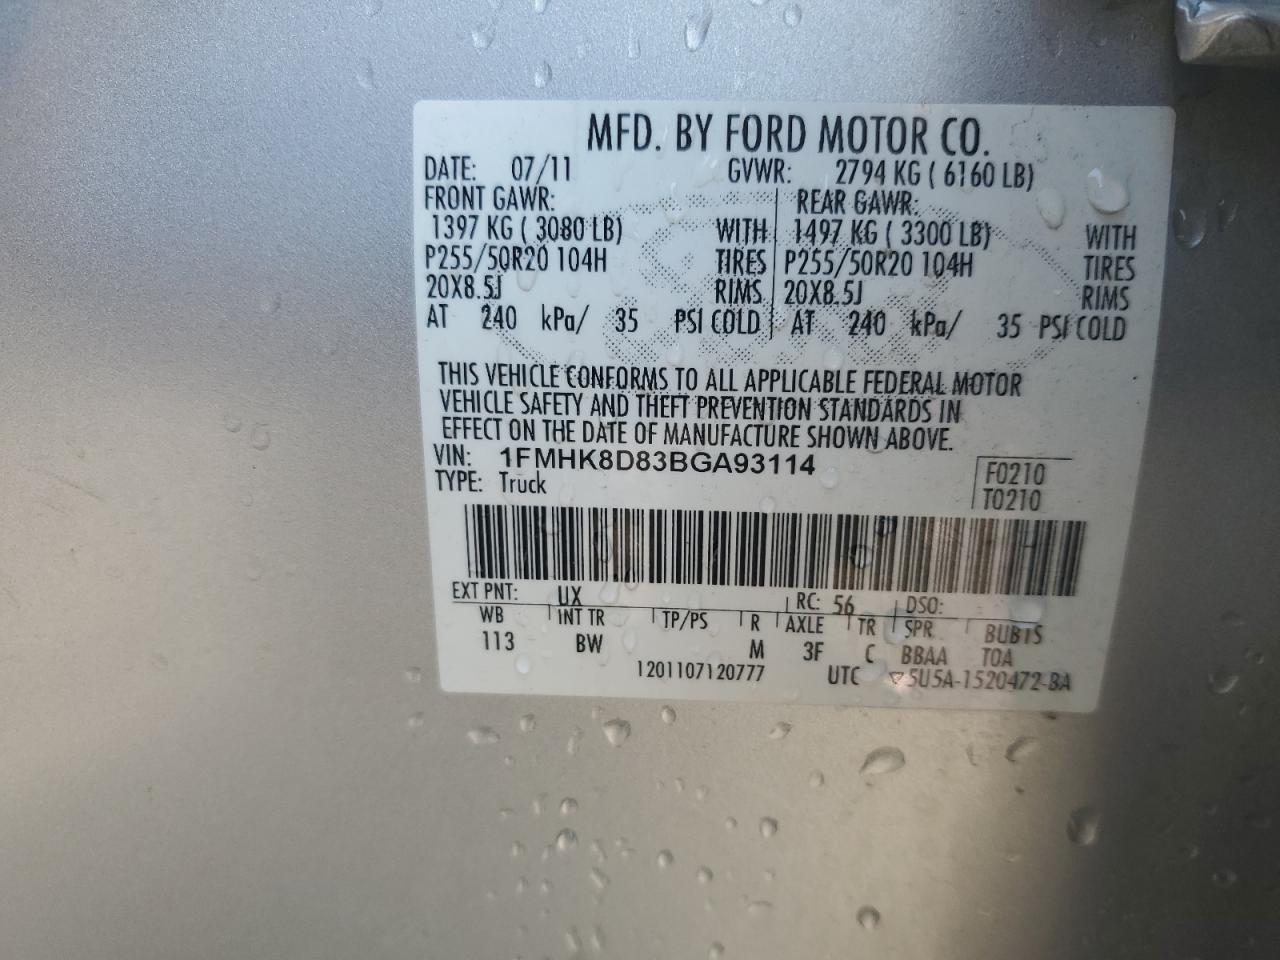 MFD. BY FORD MOTOR CO.
DATE: 07/11 GVWR: 2794 KG ( 6160 LB)
FRONT GAWR: REAR GAWR:
1397 KG ( 3080 LB) WITH 1497 KG ( 3300 LB) WITH
P255/50R20 104H TIRES P255/50R20 104H TIRES
20X8.5J RIMS 20X8.5J RIMS
AT 240 kPa/ 35 PSI COLD AT 240 kPa/ 35 PSI COLD
THIS VEHICLE CONFORMS TO ALL APPLICABLE FEDERAL MOTOR
VEHICLE SAFETY AND THEFT PREVENTION STANDARDS IN
EFFECT ON THE DATE OF MANUFACTURE SHOWN ABOVE.
VIN: 1FMHK8D83BGA93114 F0210
TYPE: Truck T0210
EXT PNT: UX RC: 56 DSO:
WB INT TR TP/PS R AXLE TR SPR BUBTS
113 BW M 3F C BBAA TOA
1201107120777 UTC ▽5U5A-1520472-BA